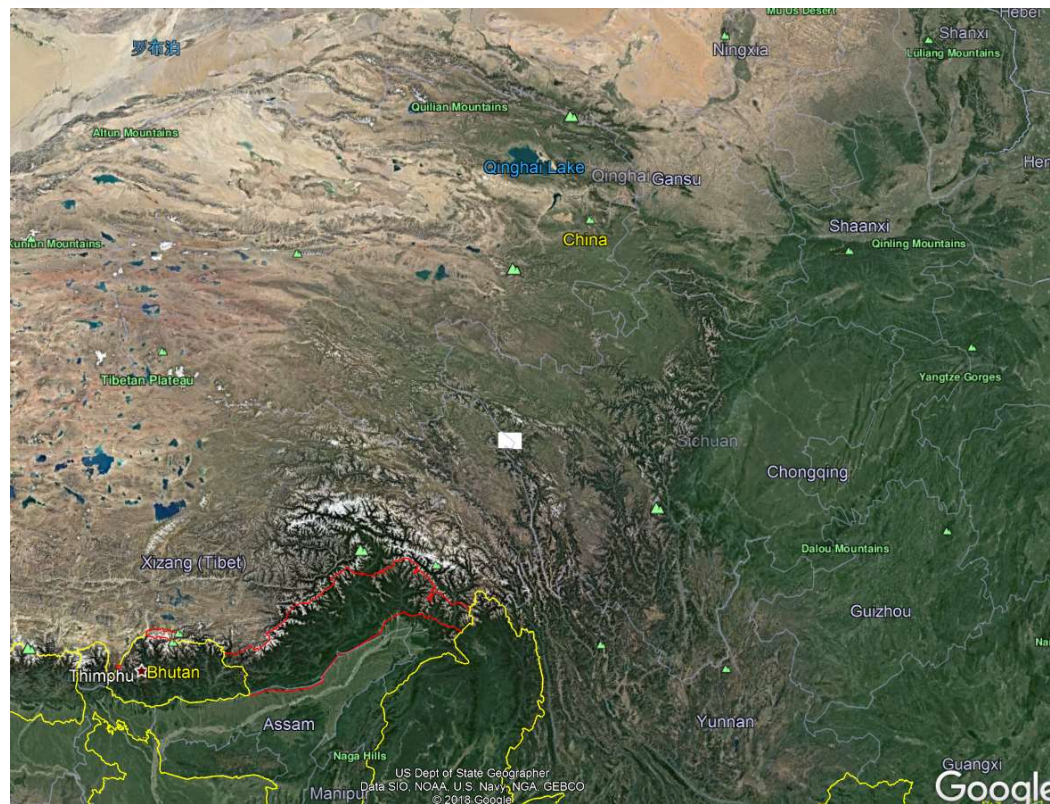 Mu Us Desert
Hebei
罗布泊
Ningxia
Shanxi
Luliang Mountains
Quilian Mountains
Altun Mountains
Qinghai Lake
Qinghai
Gansu
Hen
Shaanxi
China
Kunlun Mountains
Qinling Mountains
Tibetan Plateau
Yangtze Gorges
Sichuan
Chongqing
Dalou Mountains
Xizang (Tibet)
Guizhou
Na
Thimphu
Bhutan
Assam
Yunnan
Naga Hills
Guangxi
US Dept of State Geographer
Data SIO, NOAA, U.S. Navy, NGA, GEBCO
© 2018 Google
Manipu
Google